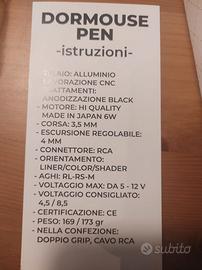 DORMOUSE
PEN
-istruzioni-
ALLUMINIO
LAVORAZIONE CNC
TRATTAMENTI:
ANODIZZAZIONE BLACK
- MOTORE: HI QUALITY
MADE IN JAPAN 6W
- CORSA: 3,5 MM
- ESCURSIONE REGOLABILE:
4 MM
- CONNETTORE: RCA
- ORIENTAMENTO:
LINER/COLOR/SHADER
- AGHI: RL-RS-M
- VOLTAGGIO MAX: DA 5 - 12 V
- VOLTAGGIO CONSIGLIATO:
4,5 / 8,5
- CERTIFICAZIONE: CE
- PESO: 169 / 173 gr
- NELLA CONFEZIONE:
DOPPIO GRIP, CAVO RCA
subito